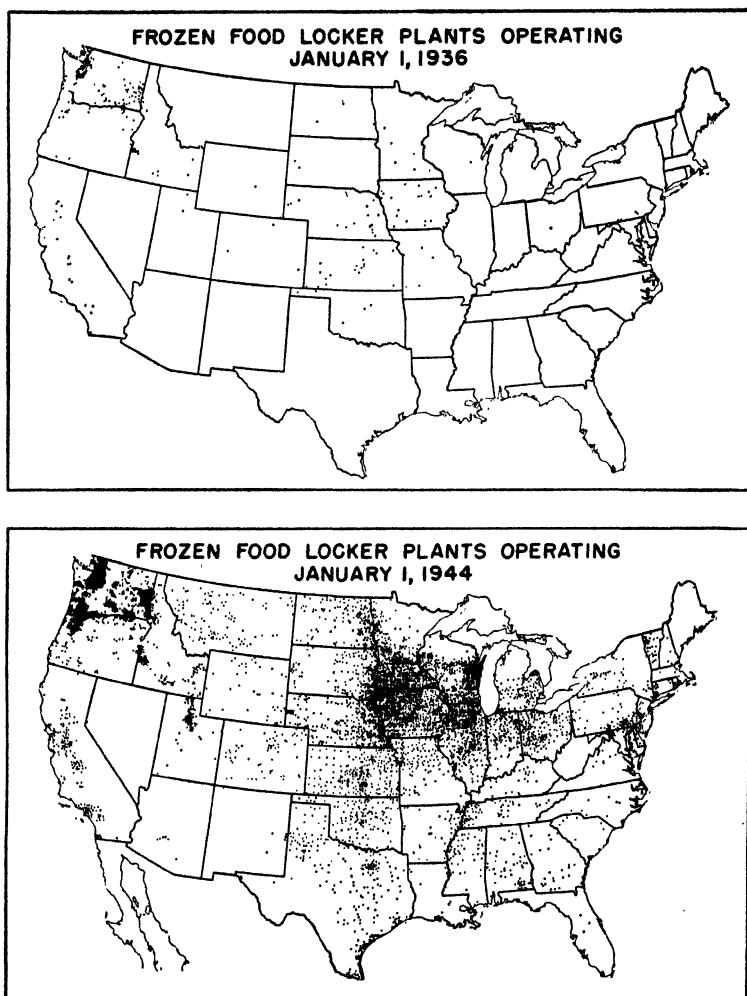 FROZEN FOOD LOCKER PLANTS OPERATING
JANUARY 1, 1936
FROZEN FOOD LOCKER PLANTS OPERATING
JANUARY 1, 1944